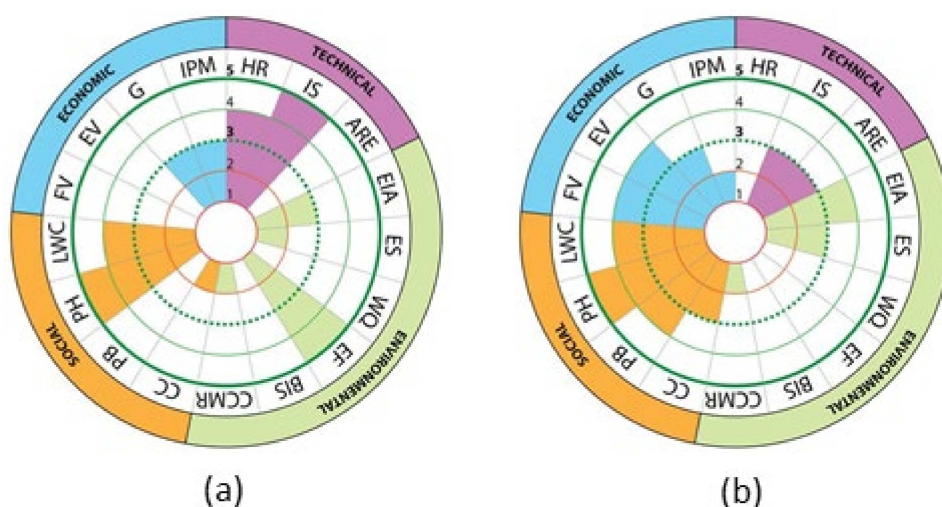 ECONOMIC
TECHNICAL
ENVIRONMENTAL
SOCIAL
HR
IS
ARE
EIA
ES
WQ
EF
BIS
CCMR
CC
PB
PH
LWC
FV
EV
G
IPM
5
4
3
2
1
(a)
ECONOMIC
TECHNICAL
ENVIRONMENTAL
SOCIAL
HR
IS
ARE
EIA
ES
WQ
EF
BIS
CCMR
CC
PB
PH
LWC
FV
EV
G
IPM
5
4
3
2
1
(b)